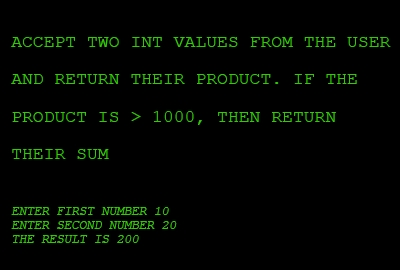 ACCEPT TWO INT VALUES FROM THE USER
AND RETURN THEIR PRODUCT. IF THE
PRODUCT IS > 1000, THEN RETURN
THEIR SUM
ENTER FIRST NUMBER 10
ENTER SECOND NUMBER 20
THE RESULT IS 200